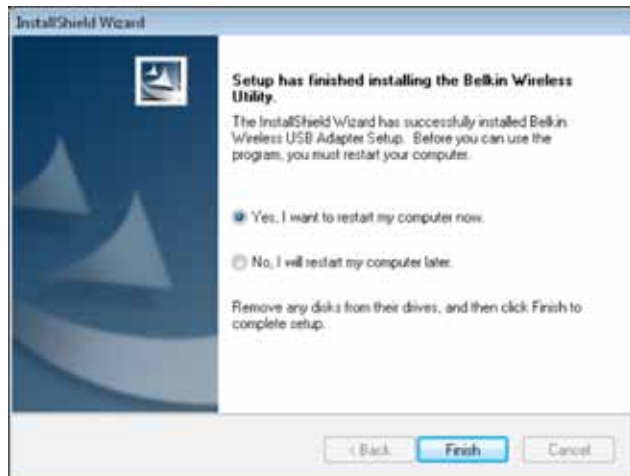 InstallShield Wizard
Setup has finished installing the Belkin Wireless
Utility.
The InstallShield Wizard has successfully installed Belkin
Wireless USB Adapter Setup. Before you can use the
program, you must restart your computer.
Yes, I want to restart my computer now.
No, I will restart my computer later.
Remove any disks from their drives, and then click Finish to
complete setup.
< Back
Finish
Cancel